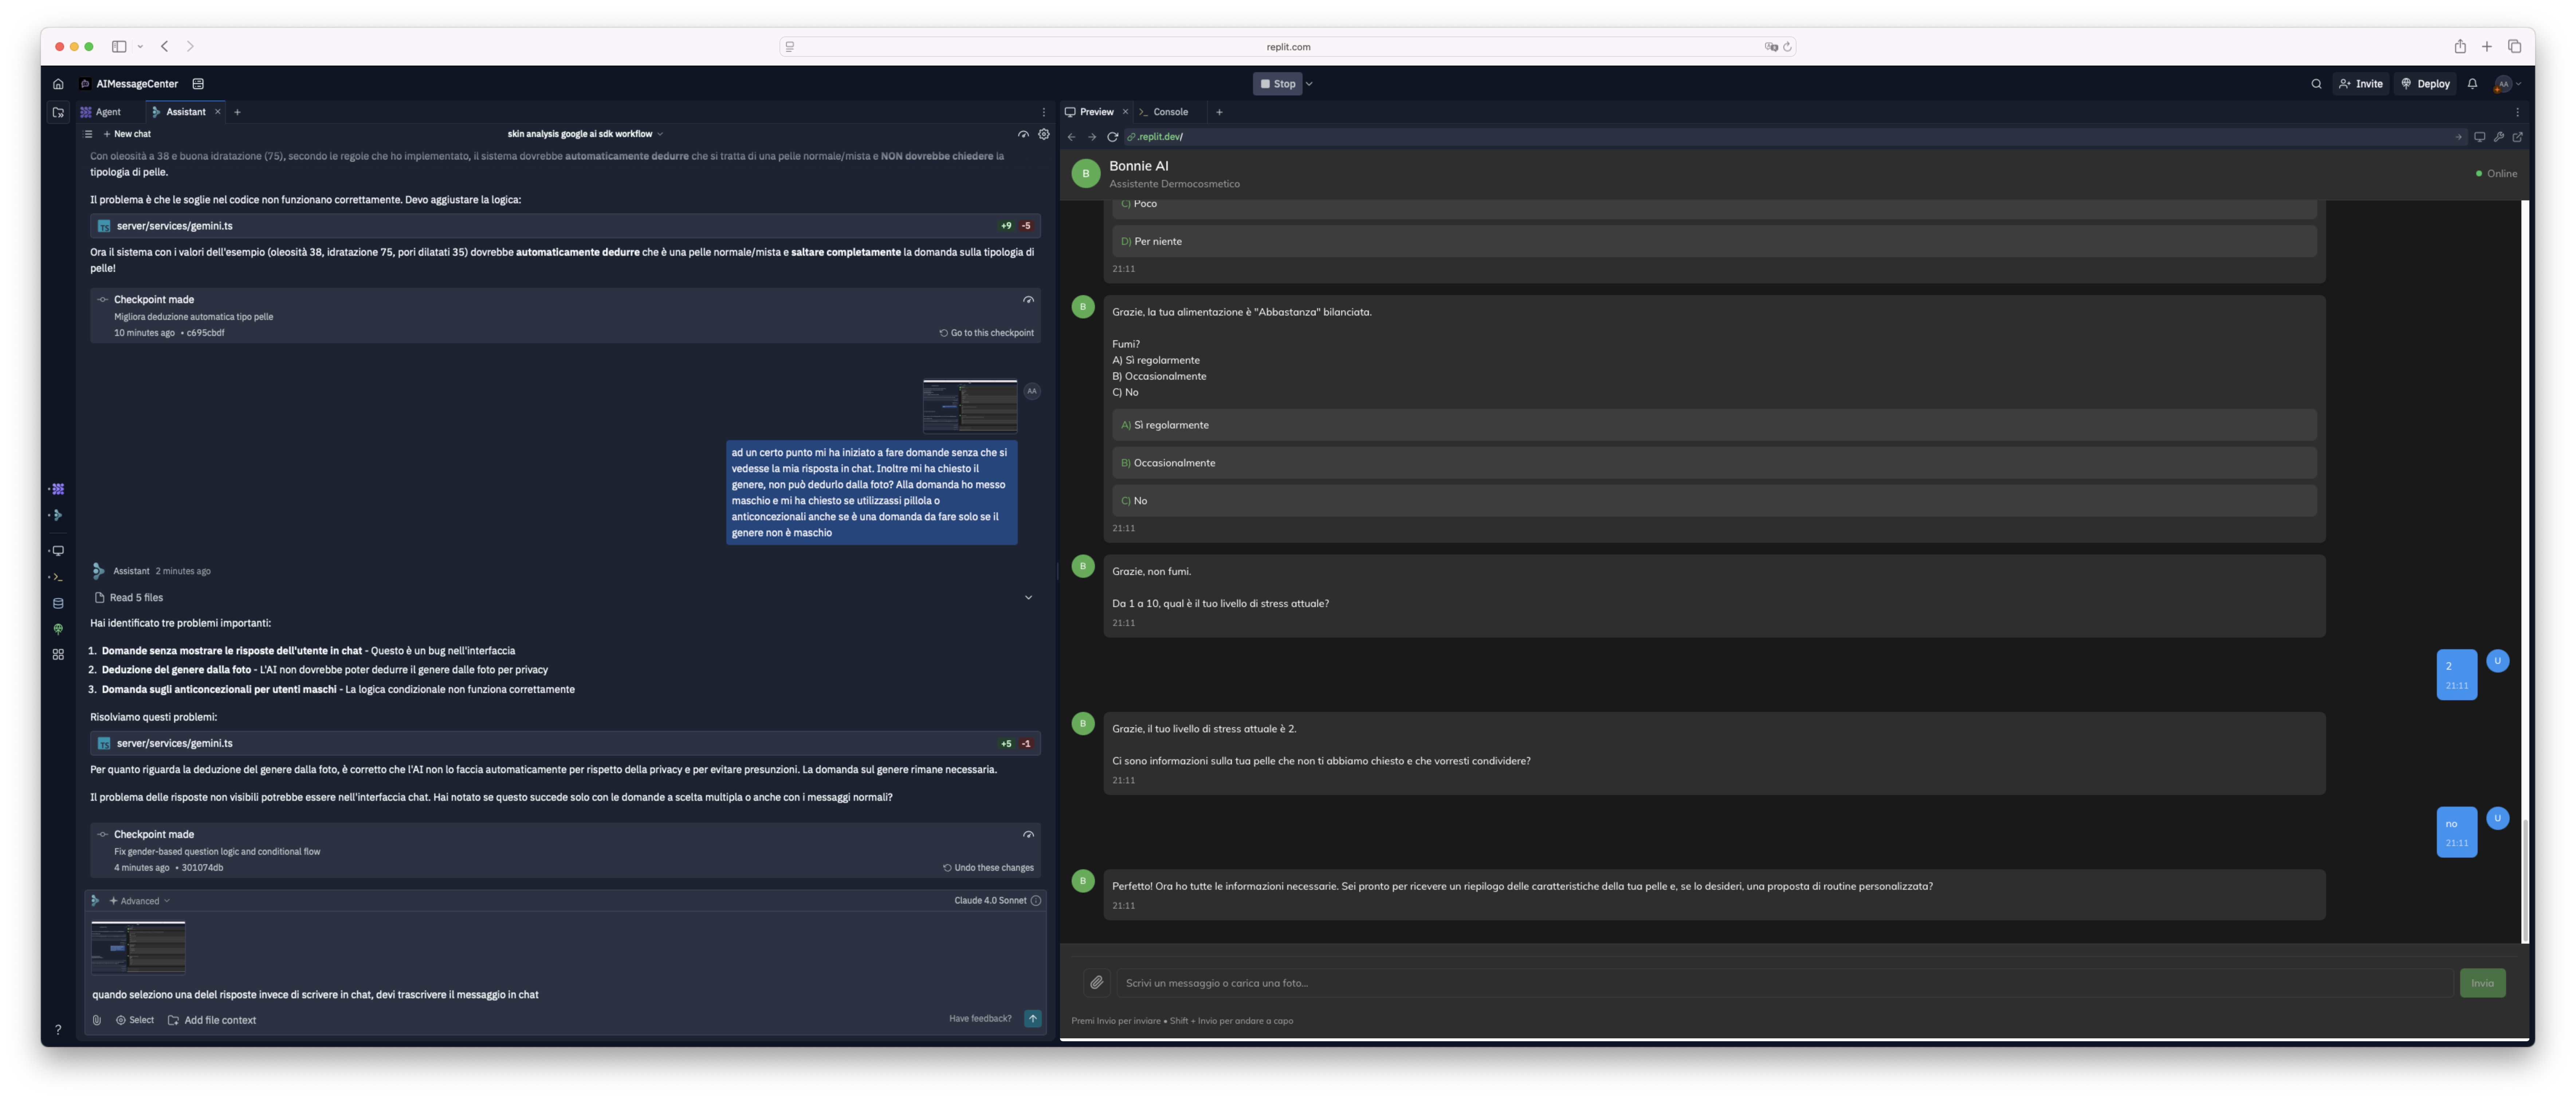 replit.com
AIMessageCenter
Stop
Invite
Deploy
AA
Agent
Assistant
New chat
skin analysis google ai sdk workflow
Con oleosità a 38 e buona idratazione (75), secondo le regole che ho implementato, il sistema dovrebbe automaticamente dedurre che si tratta di una pelle normale/mista e NON dovrebbe chiedere la
tipologia di pelle.
Il problema è che le soglie nel codice non funzionano correttamente. Devo aggiustare la logica:
TS server/services/gemini.ts +9 -5
Ora il sistema con i valori dell'esempio (oleosità 38, idratazione 75, pori dilatati 35) dovrebbe automaticamente dedurre che è una pelle normale/mista e saltare completamente la domanda sulla tipologia di
pelle!
Checkpoint made
Migliora deduzione automatica tipo pelle
10 minutes ago • c695cbdf
Go to this checkpoint
AA
ad un certo punto mi ha iniziato a fare domande senza che si
vedesse la mia risposta in chat. Inoltre mi ha chiesto il
genere, non può dedurlo dalla foto? Alla domanda ho messo
maschio e mi ha chiesto se utilizzassi pillola o
anticoncezionali anche se è una domanda da fare solo se il
genere non è maschio
Assistant 2 minutes ago
Read 5 files
Hai identificato tre problemi importanti:
1. Domande senza mostrare le risposte dell'utente in chat - Questo è un bug nell'interfaccia
2. Deduzione del genere dalla foto - L'AI non dovrebbe poter dedurre il genere dalle foto per privacy
3. Domanda sugli anticoncezionali per utenti maschi - La logica condizionale non funziona correttamente
Risolviamo questi problemi:
TS server/services/gemini.ts +5 -1
Per quanto riguarda la deduzione del genere dalla foto, è corretto che l'AI non lo faccia automaticamente per rispetto della privacy e per evitare presunzioni. La domanda sul genere rimane necessaria.
Il problema delle risposte non visibili potrebbe essere nell'interfaccia chat. Hai notato se questo succede solo con le domande a scelta multipla o anche con i messaggi normali?
Checkpoint made
Fix gender-based question logic and conditional flow
4 minutes ago • 301074db
Undo these changes
Advanced
Claude 4.0 Sonnet
quando seleziono una delel risposte invece di scrivere in chat, devi trascrivere il messaggio in chat
Select
Add file context
Have feedback?
Preview
Console
.replit.dev/
B
Bonnie AI
Assistente Dermocosmetico
Online
C) Poco
D) Per niente
21:11
B
Grazie, la tua alimentazione è "Abbastanza" bilanciata.
Fumi?
A) Sì regolarmente
B) Occasionalmente
C) No
A) Sì regolarmente
B) Occasionalmente
C) No
21:11
B
Grazie, non fumi.
Da 1 a 10, qual è il tuo livello di stress attuale?
21:11
2
21:11
U
B
Grazie, il tuo livello di stress attuale è 2.
Ci sono informazioni sulla tua pelle che non ti abbiamo chiesto e che vorresti condividere?
21:11
no
21:11
U
B
Perfetto! Ora ho tutte le informazioni necessarie. Sei pronto per ricevere un riepilogo delle caratteristiche della tua pelle e, se lo desideri, una proposta di routine personalizzata?
21:11
Scrivi un messaggio o carica una foto...
Invia
Premi Invio per inviare • Shift + Invio per andare a capo